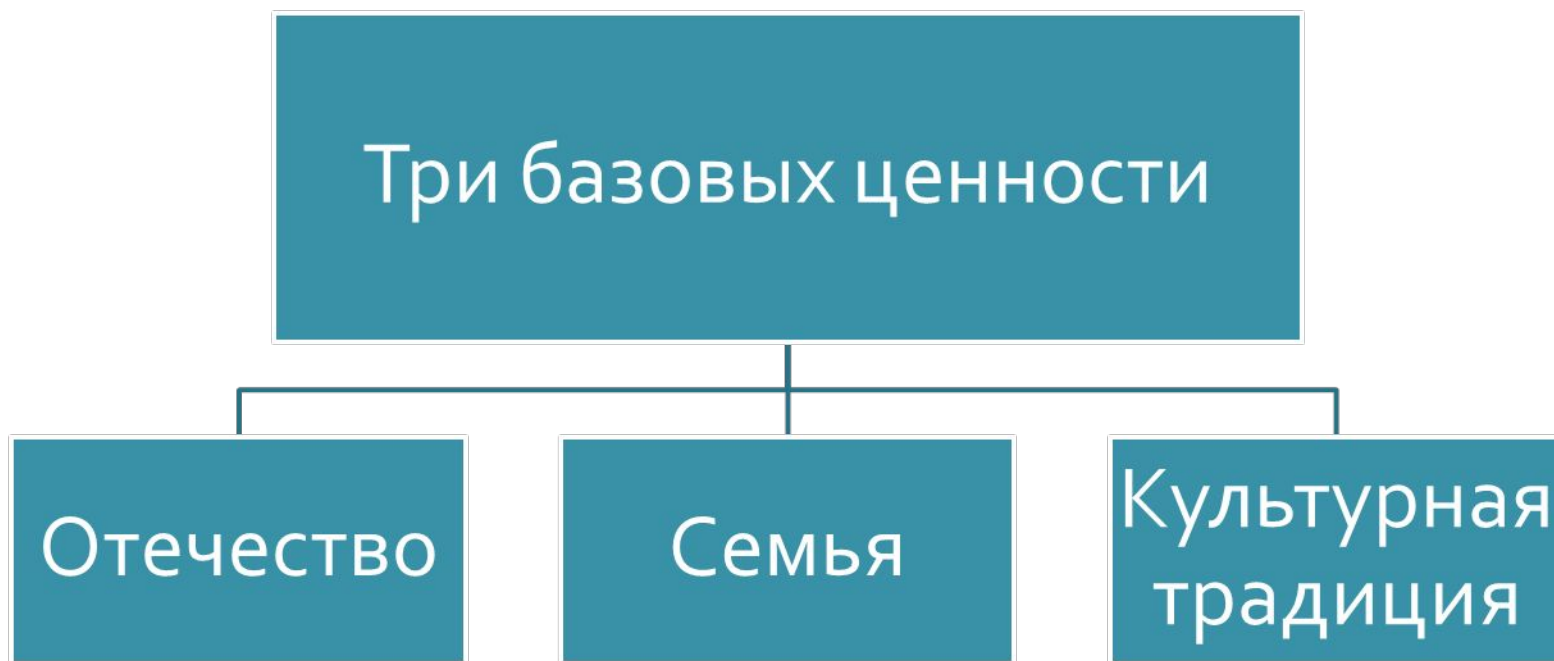 Три базовых ценности
Отечество
Семья
Культурная
традиция